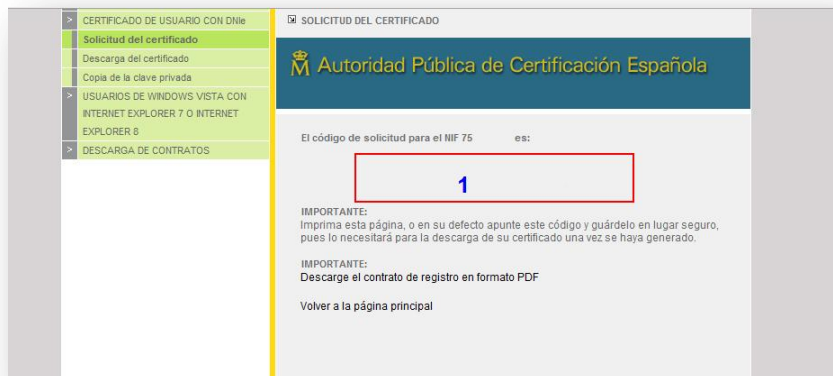 > CERTIFICADO DE USUARIO CON DNIe
Solicitud del certificado
Descarga del certificado
Copia de la clave privada
> USUARIOS DE WINDOWS VISTA CON
INTERNET EXPLORER 7 O INTERNET
EXPLORER 8
> DESCARGA DE CONTRATOS
SOLICITUD DEL CERTIFICADO
M Autoridad Pública de Certificación Española
El código de solicitud para el NIF 75 es:
1
IMPORTANTE:
Imprima esta página, o en su defecto apunte este código y guárdelo en lugar seguro,
pues lo necesitará para la descarga de su certificado una vez se haya generado.
IMPORTANTE:
Descarge el contrato de registro en formato PDF
Volver a la página principal